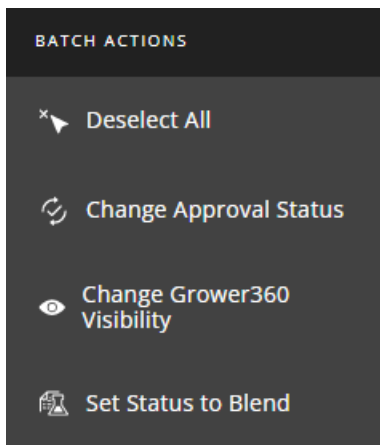 BATCH ACTIONS
Deselect All
Change Approval Status
Change Grower360
Visibility
Set Status to Blend